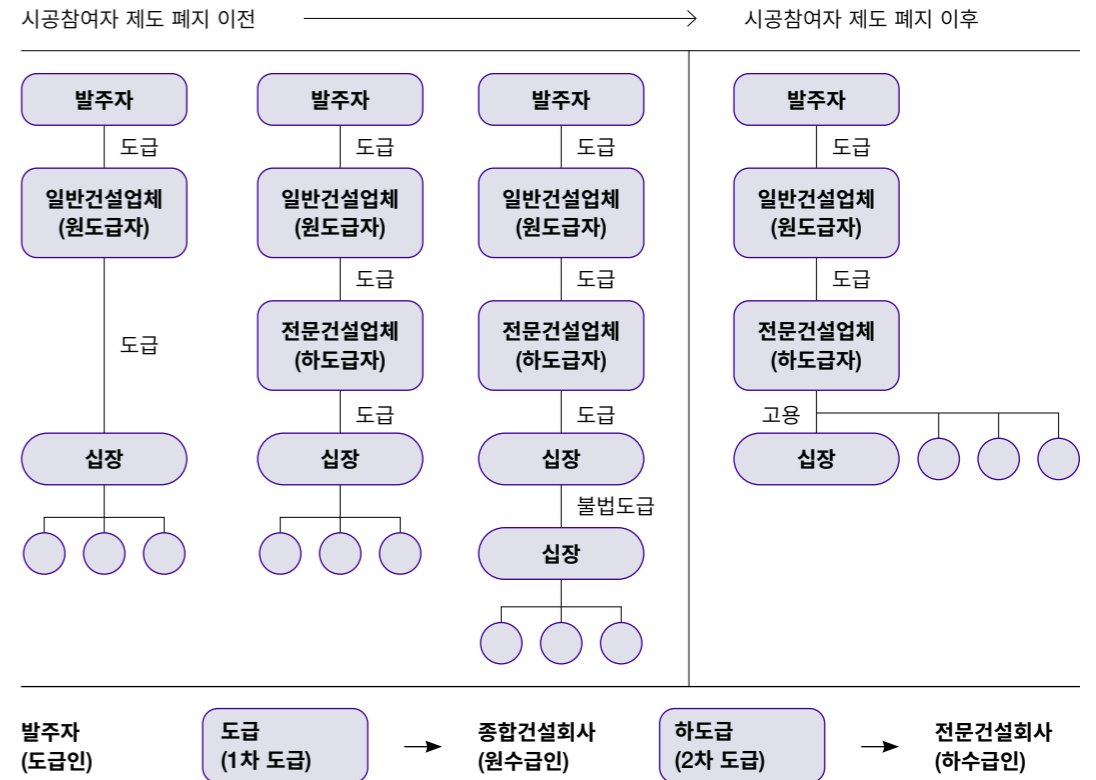 시공참여자 제도 폐지 이전
시공참여자 제도 폐지 이후
발주자
도급
일반건설업체
(원도급자)
도급
십장
발주자
도급
일반건설업체
(원도급자)
도급
전문건설업체
(하도급자)
도급
십장
발주자
도급
일반건설업체
(원도급자)
도급
전문건설업체
(하도급자)
도급
십장
불법도급
십장
발주자
도급
일반건설업체
(원도급자)
도급
전문건설업체
(하도급자)
고용
십장
발주자
(도급인)
도급
(1차 도급)
종합건설회사
(원수급인)
하도급
(2차 도급)
전문건설회사
(하수급인)